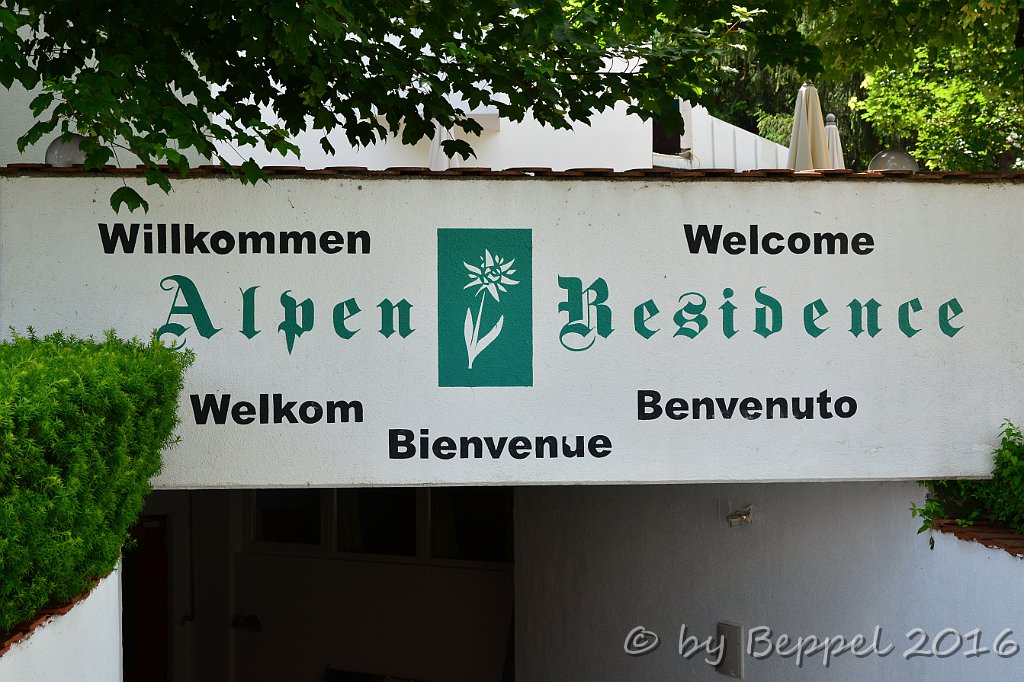 Willkommen Welcome
Alpen Residence
Welkom Benvenuto
Bienvenue
© by Beppel 2016